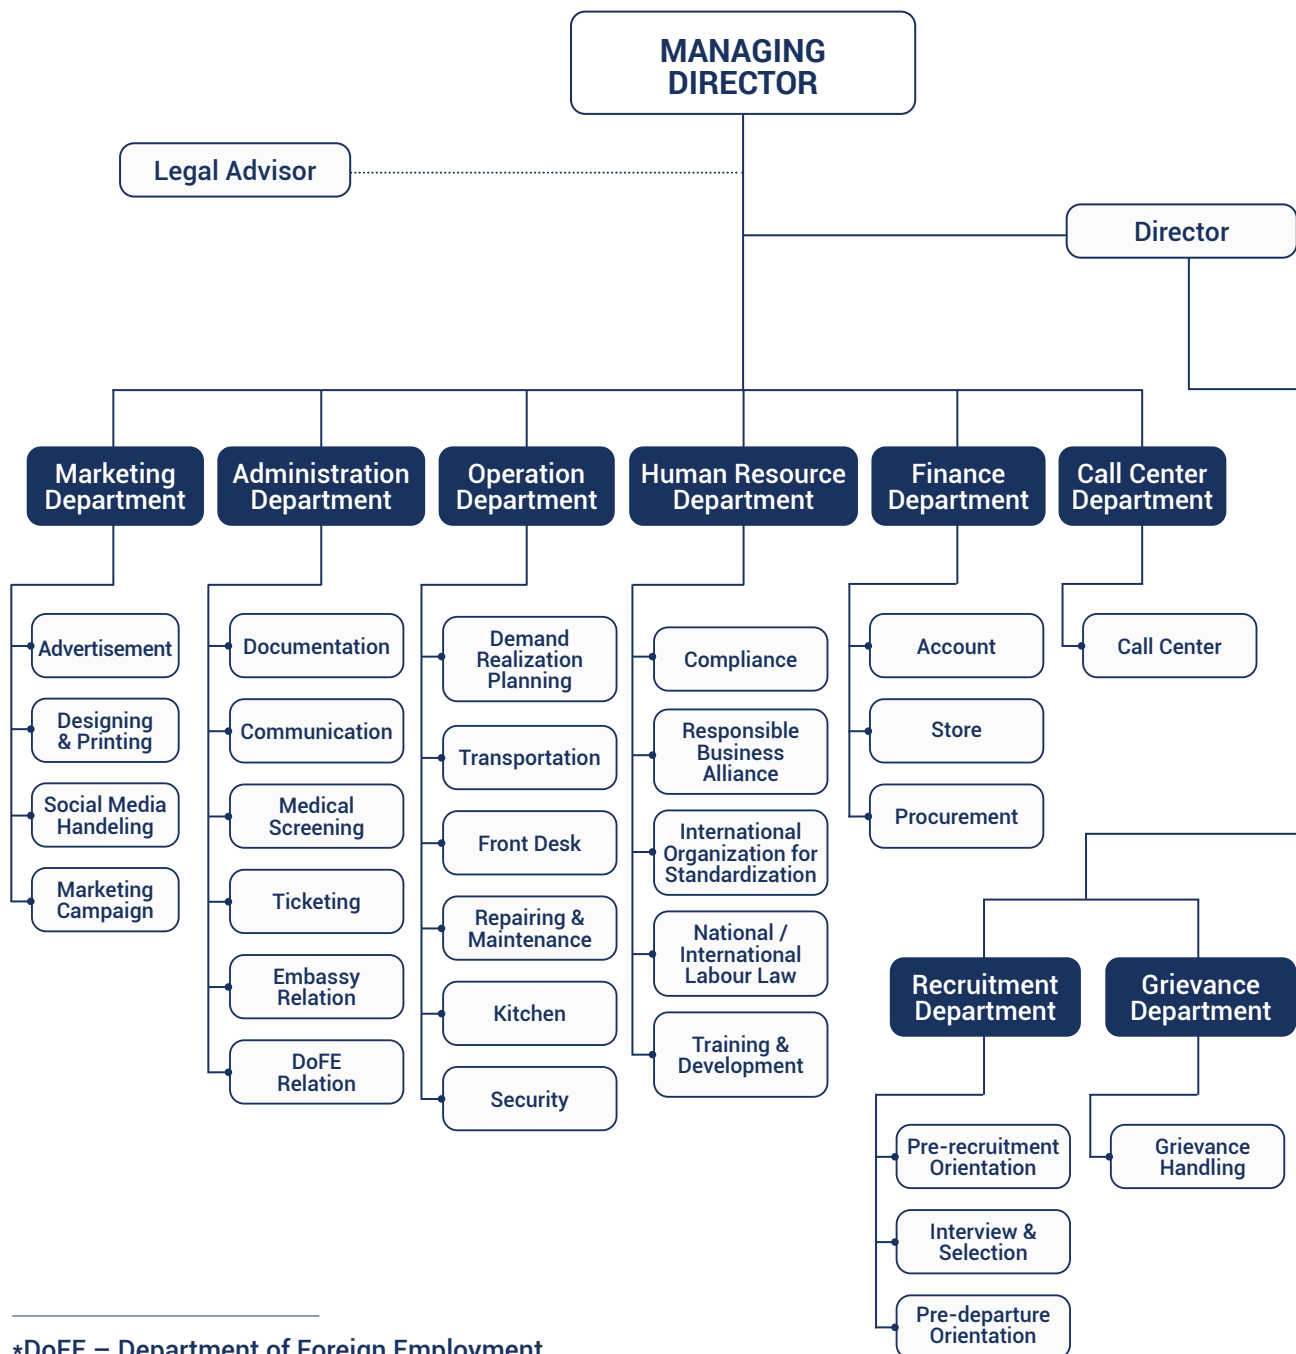 MANAGING
DIRECTOR
Legal Advisor
Director
Marketing
Department
Administration
Department
Operation
Department
Human Resource
Department
Finance
Department
Call Center
Department
Advertisement
Designing
& Printing
Social Media
Handeling
Marketing
Campaign
Documentation
Communication
Medical
Screening
Ticketing
Embassy
Relation
DoFE
Relation
Demand
Realization
Planning
Transportation
Front Desk
Repairing &
Maintenance
Kitchen
Security
Compliance
Responsible
Business
Alliance
International
Organization for
Standardization
National /
International
Labour Law
Training &
Development
Account
Store
Procurement
Call Center
Recruitment
Department
Grievance
Department
Pre-recruitment
Orientation
Interview &
Selection
Pre-departure
Orientation
Grievance
Handling
*DoFE – Department of Foreign Employment